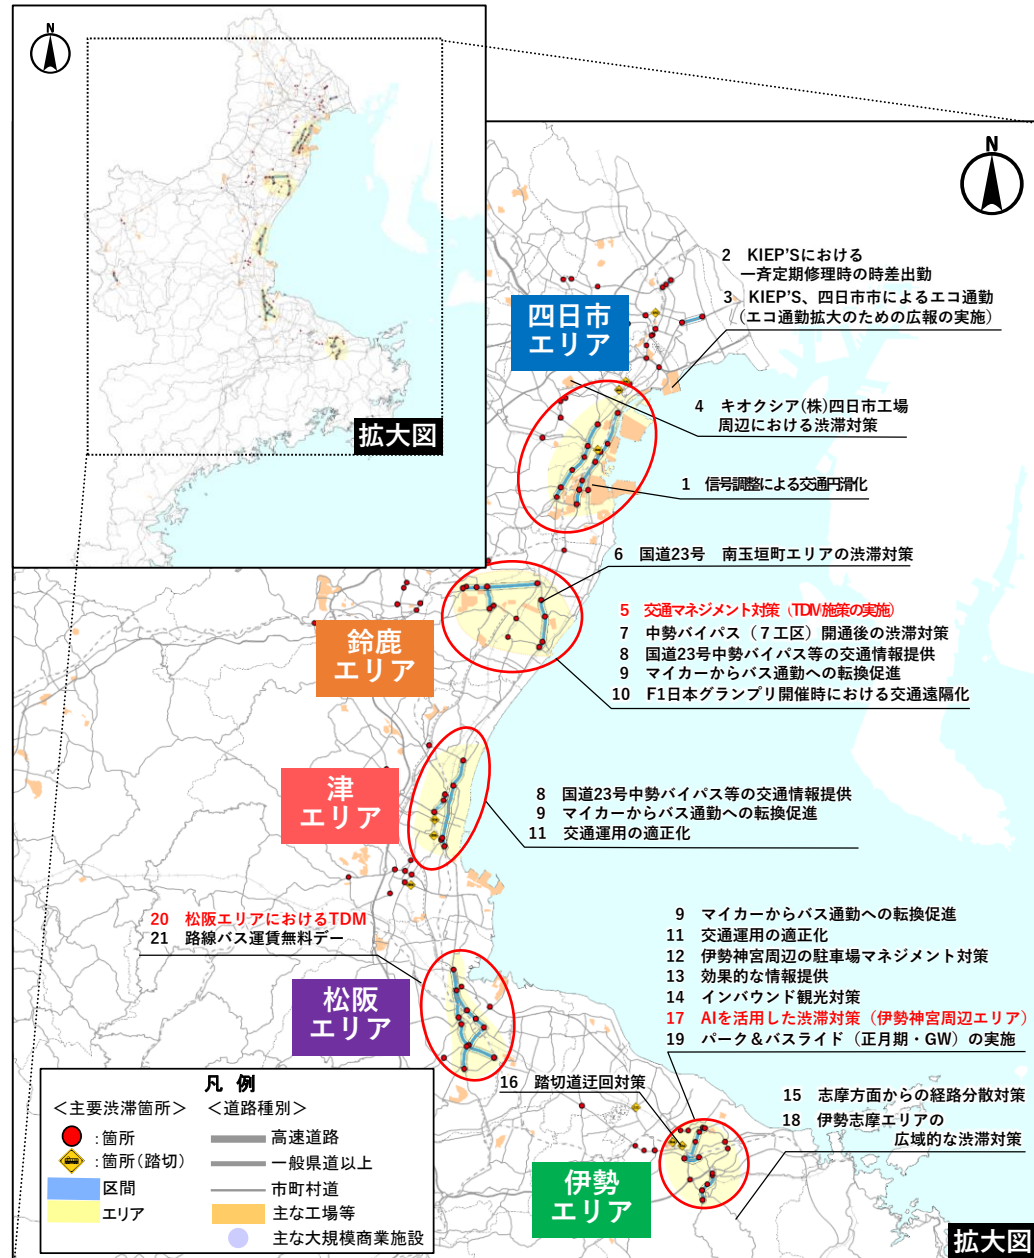 N
拡大図
N
四日市
エリア
2 KIEP'Sにおける
一斉定期修理時の時差出勤
3 KIEP'S、四日市市によるエコ通勤
(エコ通勤拡大のための広報の実施)
4 キオクシア(株)四日市工場
周辺における渋滞対策
1 信号調整による交通円滑化
6 国道23号 南玉垣町エリアの渋滞対策
鈴鹿
エリア
5 交通マネジメント対策(TDM施策の実施)
7 中勢バイパス(7工区)開通後の渋滞対策
8 国道23号中勢バイパス等の交通情報提供
9 マイカーからバス通勤への転換促進
10 F1日本グランプリ開催時における交通遠隔化
津
エリア
8 国道23号中勢バイパス等の交通情報提供
9 マイカーからバス通勤への転換促進
11 交通運用の適正化
20 松阪エリアにおけるTDM
21 路線バス運賃無料デー
松阪
エリア
9 マイカーからバス通勤への転換促進
11 交通運用の適正化
12 伊勢神宮周辺の駐車場マネジメント対策
13 効果的な情報提供
14 インバウンド観光対策
17 AIを活用した渋滞対策(伊勢神宮周辺エリア)
19 パーク&バスライド(正月期・GW)の実施
16 踏切道迂回対策
15 志摩方面からの経路分散対策
18 伊勢志摩エリアの
広域的な渋滞対策
伊勢
エリア
凡 例
<主要渋滞箇所> <道路種別>
:箇所 高速道路
:箇所(踏切) 一般県道以上
区間 市町村道
エリア 主な工場等
主な大規模商業施設
拡大図